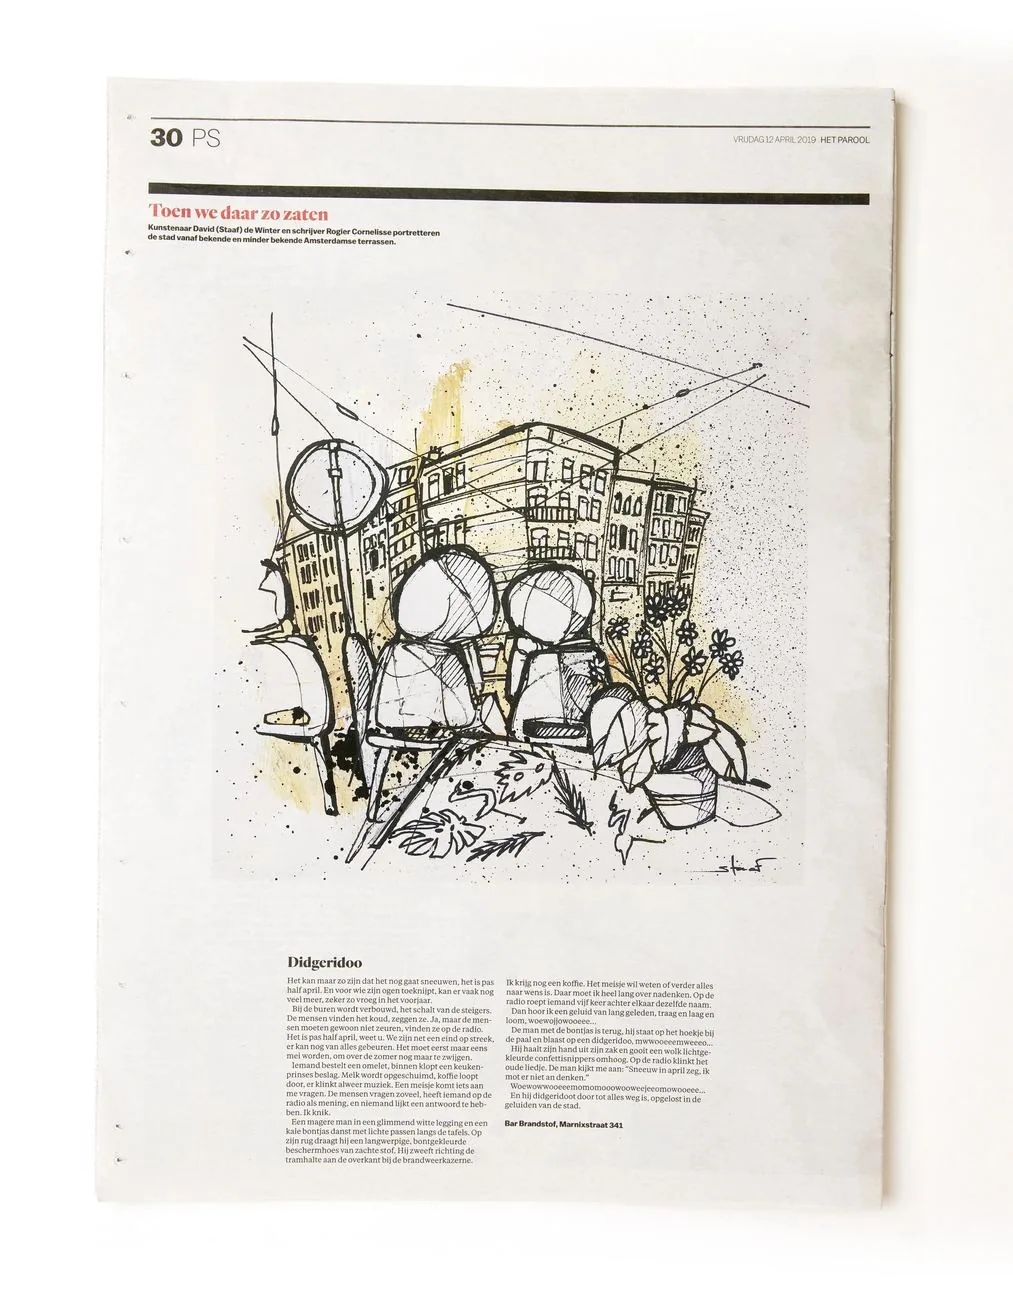 30 PS
VRIJDAG 12 APRIL 2019 HET PAROOL
Toen we daar zo zaten
Kunstenaar David (Staaf) de Winter en schrijver Rogier Cornelisse portretteren
de stad vanaf bekende en minder bekende Amsterdamse terrassen.
staaf
Didgeridoo
Het kan maar zo zijn dat het nog gaat sneeuwen, het is pas
half april. En voor wie zijn ogen toeknijpt, kan er vaak nog
veel meer, zeker zo vroeg in het voorjaar.
Bij de buren wordt verbouwd, het schalt van de steigers.
De mensen vinden het koud, zeggen ze. Ja, maar de men-
sen moeten gewoon niet zeuren, vinden ze op de radio.
Het is pas half april, weet u. We zijn net een eind op streek,
er kan nog van alles gebeuren. Het moet eerst maar eens
mei worden, om over de zomer nog maar te zwijgen.
Iemand bestelt een omelet, binnen klopt een keuken-
prinses beslag. Melk wordt opgeschuimd, koffie loopt
door, er klinkt alweer muziek. Een meisje komt iets aan
me vragen. De mensen vragen zoveel, heeft iemand op de
radio als mening, en niemand lijkt een antwoord te heb-
ben. Ik knik.
Een magere man in een glimmend witte legging en een
kale bontjas danst met lichte passen langs de tafels. Op
zijn rug draagt hij een langwerpige, bontgekleurde
beschermhoes van zachte stof. Hij zweeft richting de
tramhalte aan de overkant bij de brandweerkazerne.
Ik krijg nog een koffie. Het meisje wil weten of verder alles
naar wens is. Daar moet ik heel lang over nadenken. Op de
radio roept iemand vijf keer achter elkaar dezelfde naam.
Dan hoor ik een geluid van lang geleden, traag en laag en
loom, woewojjowooeee...
De man met de bontjas is terug, hij staat op het hoekje bij
de paal en blaast op een didgeridoo, mwwooeeemweeeo...
Hij haalt zijn hand uit zijn zak en gooit een wolk lichtge-
kleurde confettisnippers omhoog. Op de radio klinkt het
oude liedje. De man kijkt me aan: “Sneeuw in april zeg, ik
mot er niet an denken.”
Woewowwooeeemomomooowooweejeeomowooeee...
En hij didgeridoot door tot alles weg is, opgelost in de
geluiden van de stad.
Bar Brandstof, Marnixstraat 341